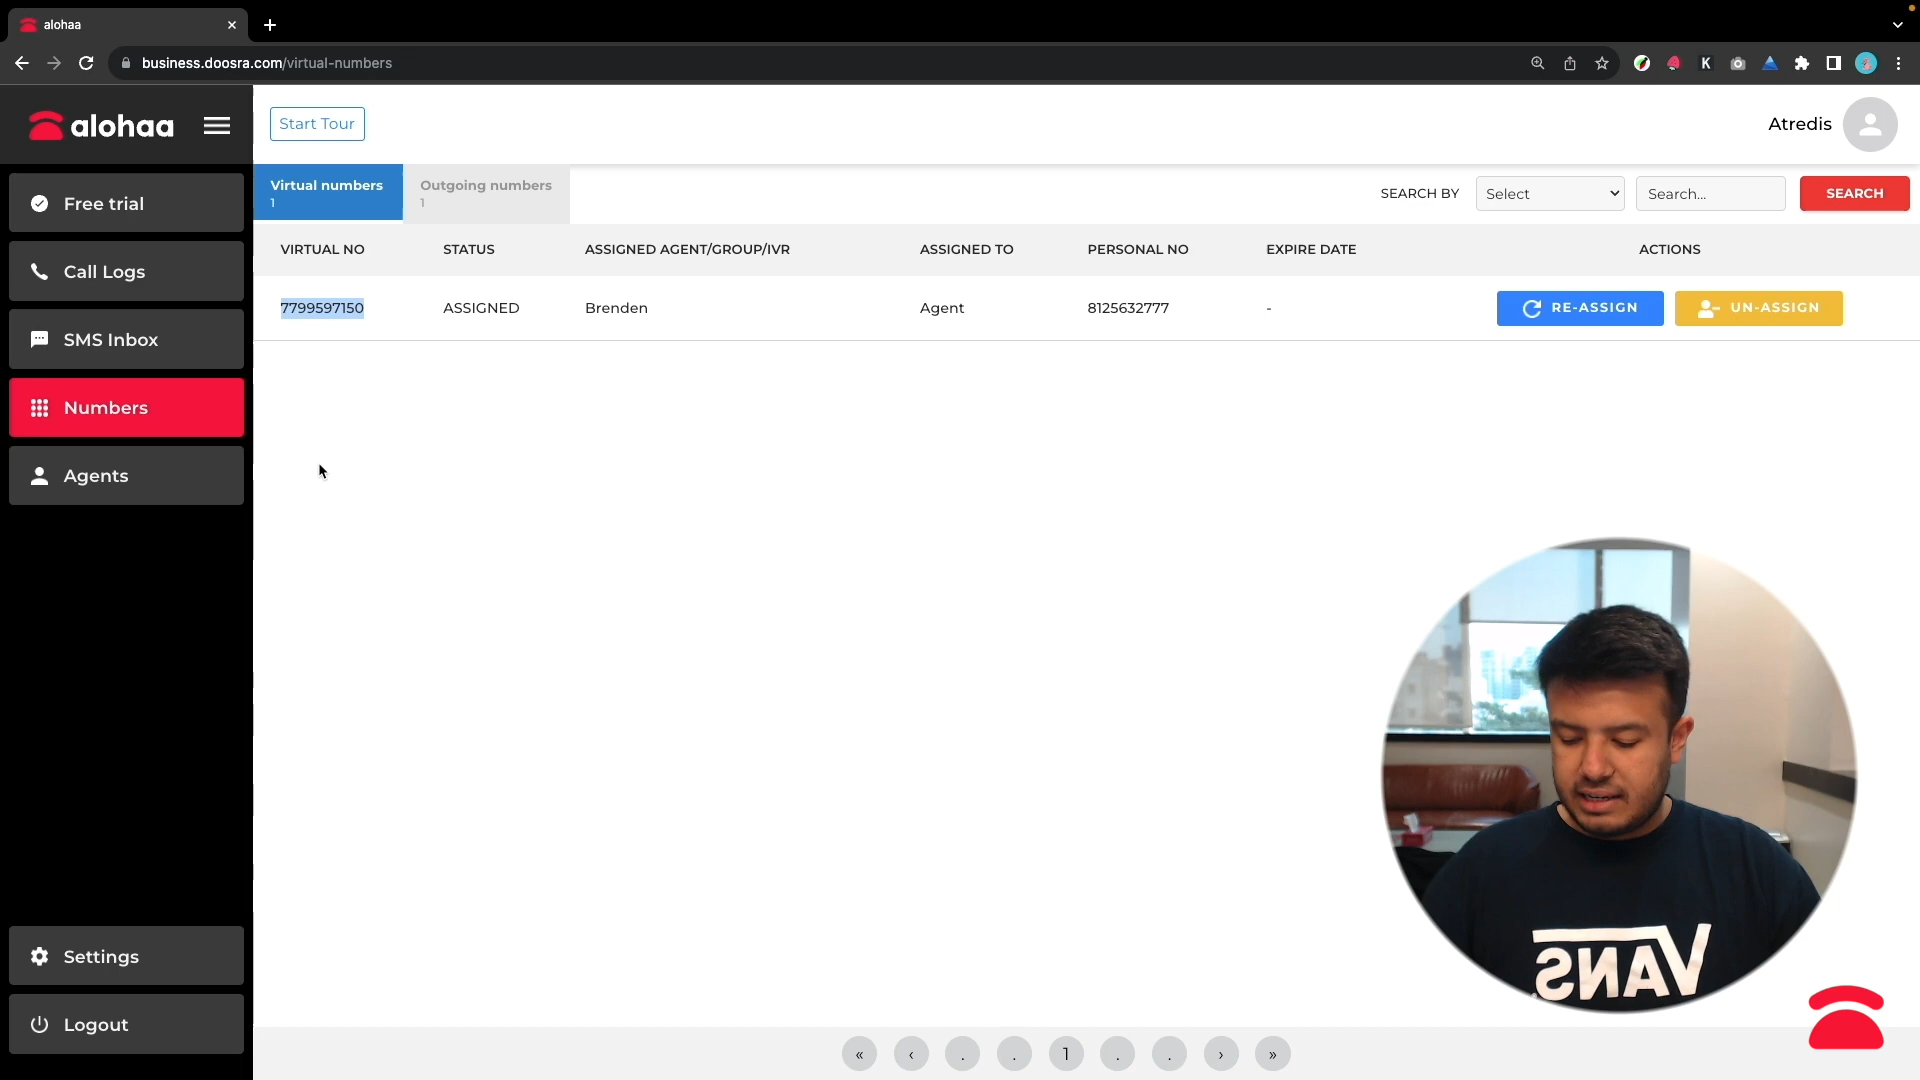 alohaa
business.doosra.com/virtual-numbers
K
alohaa
Start Tour
Atredis
Free trial
Call Logs
SMS Inbox
Numbers
Agents
Settings
Logout
Virtual numbers
1
Outgoing numbers
1
SEARCH BY
Select
Search...
SEARCH
VIRTUAL NO STATUS ASSIGNED AGENT/GROUP/IVR ASSIGNED TO PERSONAL NO EXPIRE DATE ACTIONS
7799597150 ASSIGNED Brenden Agent 8125632777 - RE-ASSIGN UN-ASSIGN
VANS
« ‹ . . 1 . . › »